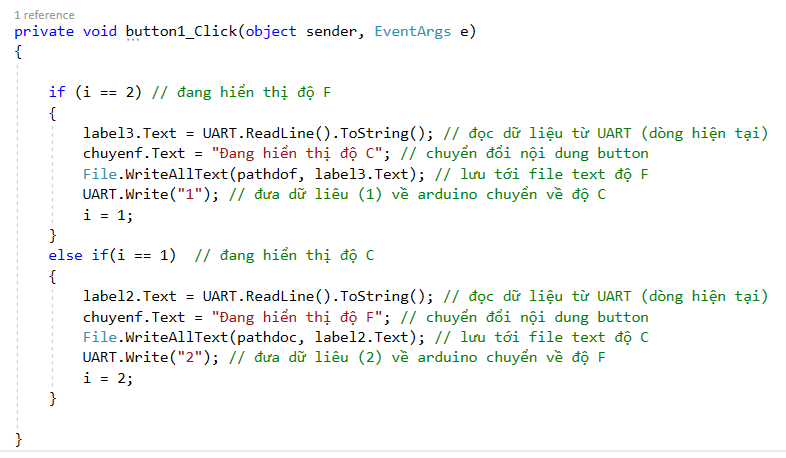 1 reference
private void button1_Click(object sender, EventArgs e)
{
if (i == 2) // đang hiển thị độ F
{
label3.Text = UART.ReadLine().ToString(); // đọc dữ liệu từ UART (dòng hiện tại)
chuyenf.Text = "Đang hiển thị độ C"; // chuyển đổi nội dung button
File.WriteAllText(pathdof, label3.Text); // lưu tới file text độ F
UART.Write("1"); // đưa dữ liêu (1) về arduino chuyển về độ C
i = 1;
}
else if(i == 1)  // đang hiển thị độ C
{
label2.Text = UART.ReadLine().ToString(); // đọc dữ liệu từ UART (dòng hiện tại)
chuyenf.Text = "Đang hiển thị độ F"; // chuyển đổi nội dung button
File.WriteAllText(pathdoc, label2.Text); // lưu tới file text độ C
UART.Write("2"); // đưa dữ liêu (2) về arduino chuyển về độ F
i = 2;
}
}